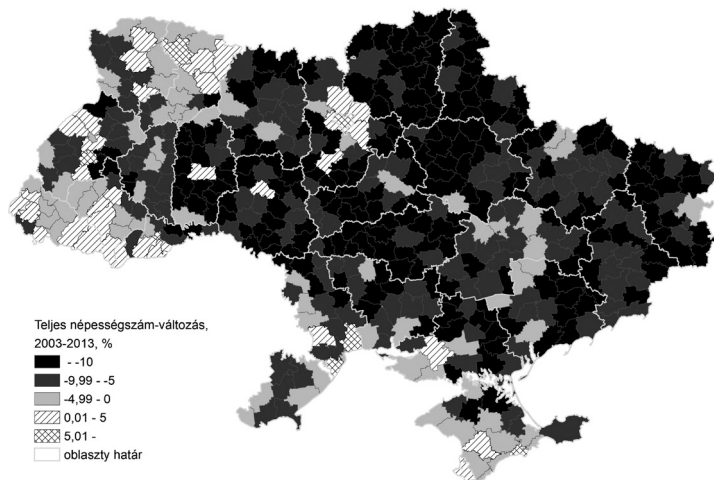 Teljes népességszám-változás,
2003-2013, %
- -10
-9,99 - -5
-4,99 - 0
0,01 - 5
5,01 -
oblaszty határ